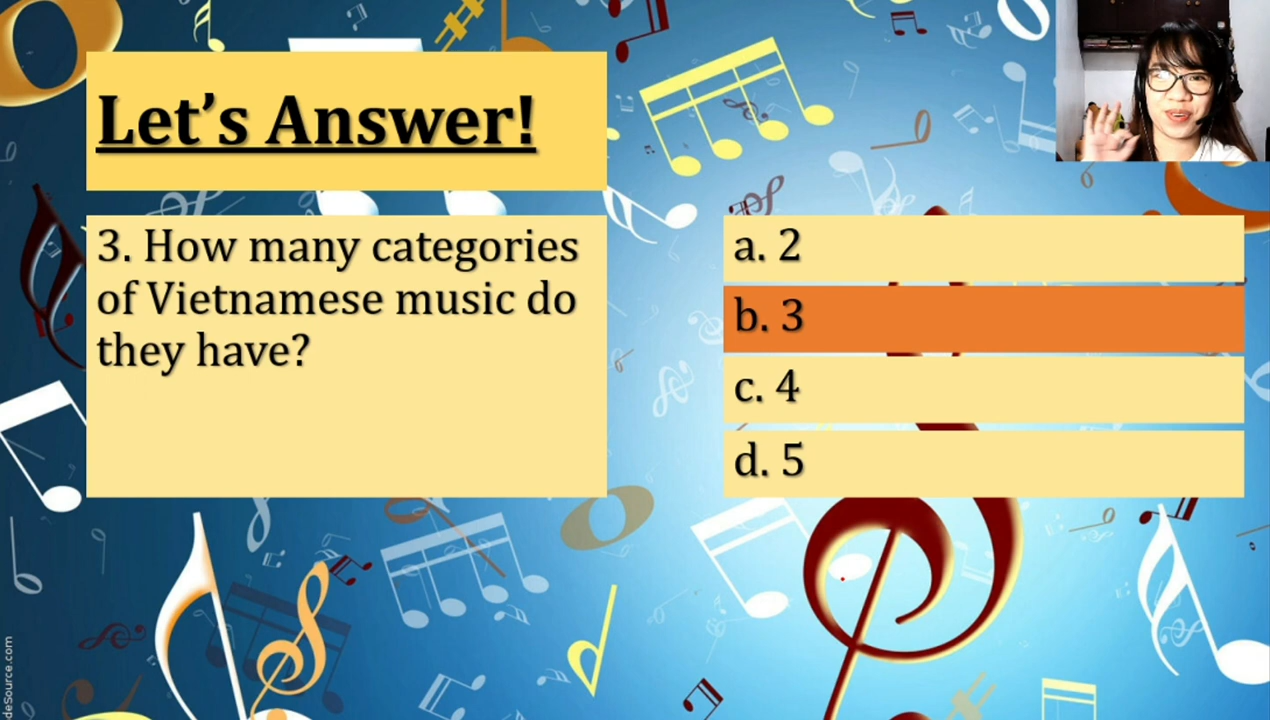 Let's Answer!
3. How many categories
of Vietnamese music do
they have?
a. 2
b. 3
c. 4
d. 5
deSource.com